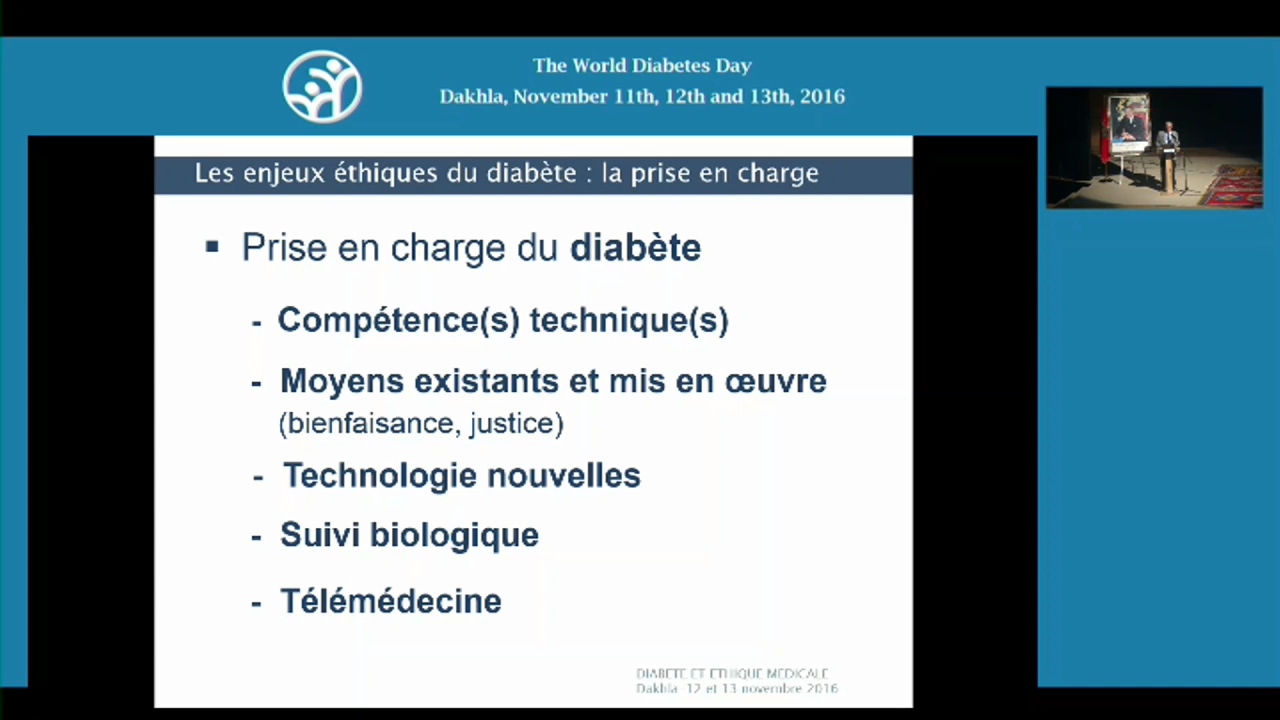 The World Diabetes Day
Dakhla, November 11th, 12th and 13th, 2016
Les enjeux éthiques du diabète : la prise en charge
▪ Prise en charge du diabète
- Compétence(s) technique(s)
- Moyens existants et mis en œuvre
(bienfaisance, justice)
- Technologie nouvelles
- Suivi biologique
- Télémédecine
DIABETE ET ETHIQUE MEDICALE
Dakhla-12 et 13 novembre 2016